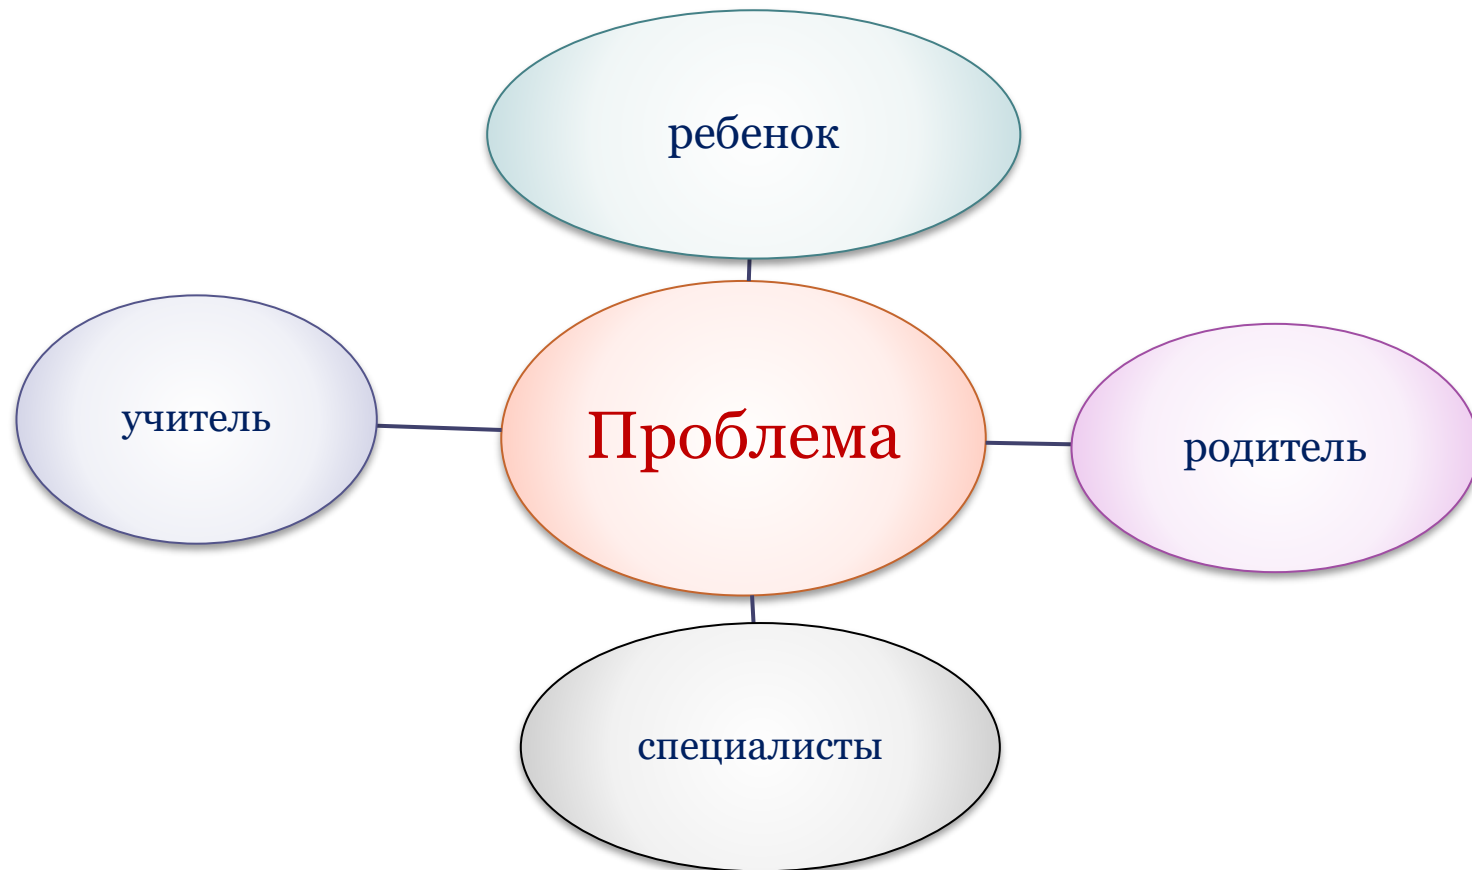 ребенок
учитель
Проблема
родитель
специалисты